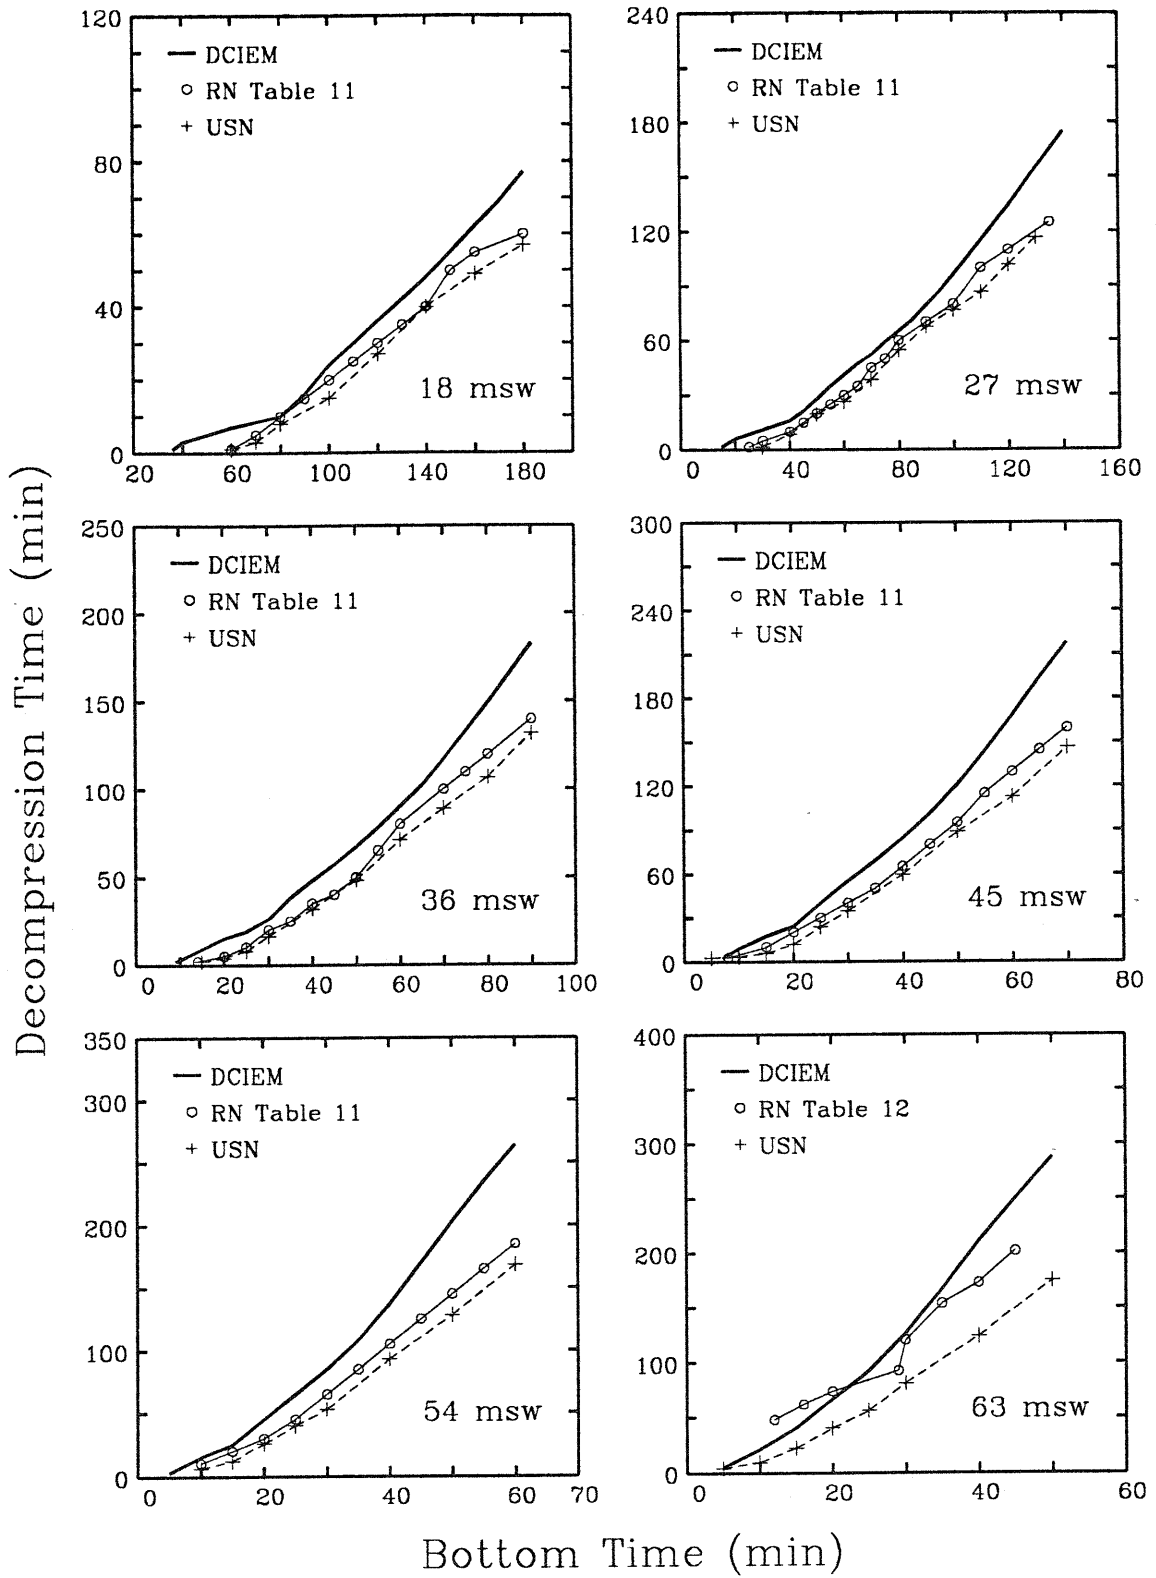 Decompression Time (min)
120
80
40
0
DCIEM
RN Table 11
USN
18 msw
20 60 100 140 180
240
180
120
60
0
DCIEM
RN Table 11
USN
27 msw
0 40 80 120 160
250
200
150
100
50
0
DCIEM
RN Table 11
USN
36 msw
0 20 40 60 80 100
300
240
180
120
60
0
DCIEM
RN Table 11
USN
45 msw
0 20 40 60 80
350
300
200
100
0
DCIEM
RN Table 11
USN
54 msw
0 20 40 60 70
400
300
200
100
0
DCIEM
RN Table 12
USN
63 msw
0 20 40 60
Bottom Time (min)